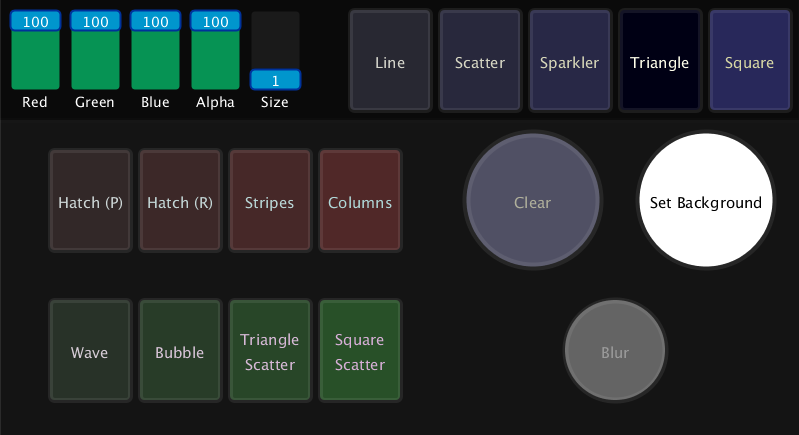 100 100 100 100 1
Red Green Blue Alpha Size
Line Scatter Sparkler Triangle Square
Hatch (P) Hatch (R) Stripes Columns
Clear Set Background
Wave Bubble
Triangle
Scatter
Square
Scatter
Blur